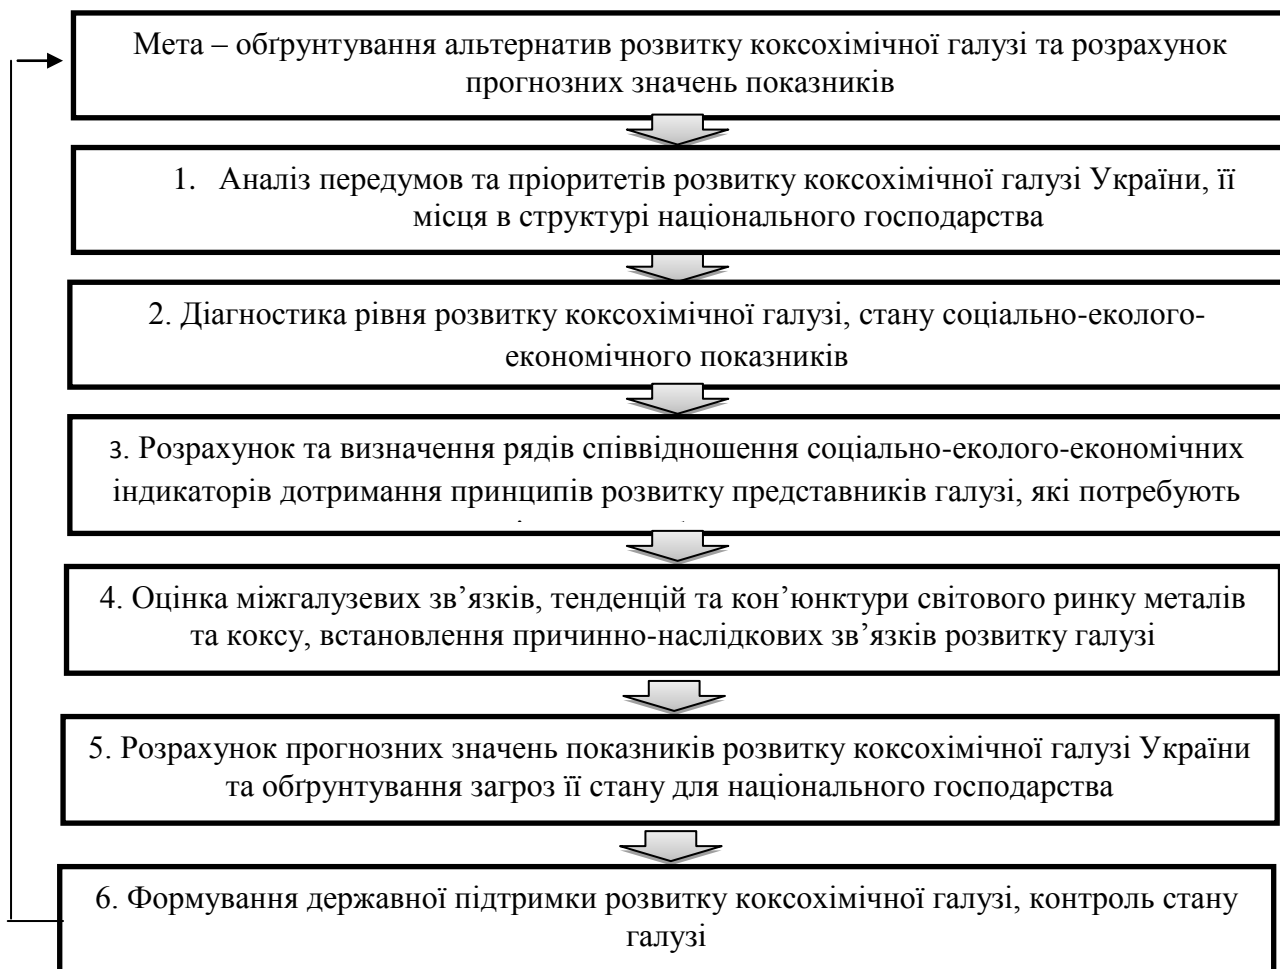 Мета – обґрунтування альтернатив розвитку коксохімічної галузі та розрахунок
прогнозних значень показників
1. Аналіз передумов та пріоритетів розвитку коксохімічної галузі України, її
місця в структурі національного господарства
2. Діагностика рівня розвитку коксохімічної галузі, стану соціально-еколого-
економічного показників
3. Розрахунок та визначення рядів співвідношення соціально-еколого-економічних
індикаторів дотримання принципів розвитку представників галузі, які потребують
4. Оцінка міжгалузевих зв’язків, тенденцій та кон’юнктури світового ринку металів
та коксу, встановлення причинно-наслідкових зв’язків розвитку галузі
5. Розрахунок прогнозних значень показників розвитку коксохімічної галузі України
та обґрунтування загроз її стану для національного господарства
6. Формування державної підтримки розвитку коксохімічної галузі, контроль стану
галузі